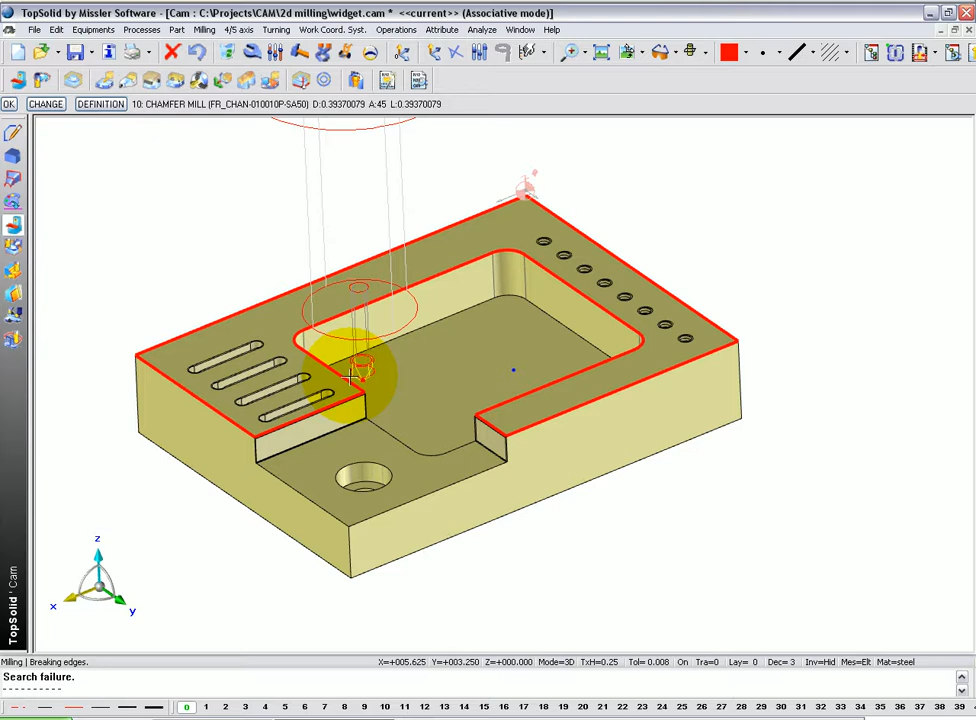 TopSolid by Missler Software - [Cam : C:\Projects\CAM\2d milling\widget.cam * <<current>> (Associative mode)]
File Edit Equipments Processes Part Milling 4/5 axis Turning Work Coord. Syst. Operations Attribute Analyze Window Help
OK CHANGE DEFINITION 10: CHAMFER MILL (FR_CHAN-010010P-SA50) D:0.39370079 A:45 L:0.39370079
z
x
y
TopSolid 'Cam
Milling | Breaking edges. X=+005.625 Y=+003.250 Z=+000.000 Mode=3D TxH=0.25 Tol= 0.008 On Tra=0 Lay= 0 Dec= 3 Inv=Hid Mes=Elt Mat=steel
Search failure.
----------
0 1 2 3 4 5 6 7 8 9 10 11 12 13 14 15 16 17 18 19 20 21 22 23 24 25 26 27 28 29 30 31 32 33 34 35 36 37 38 39